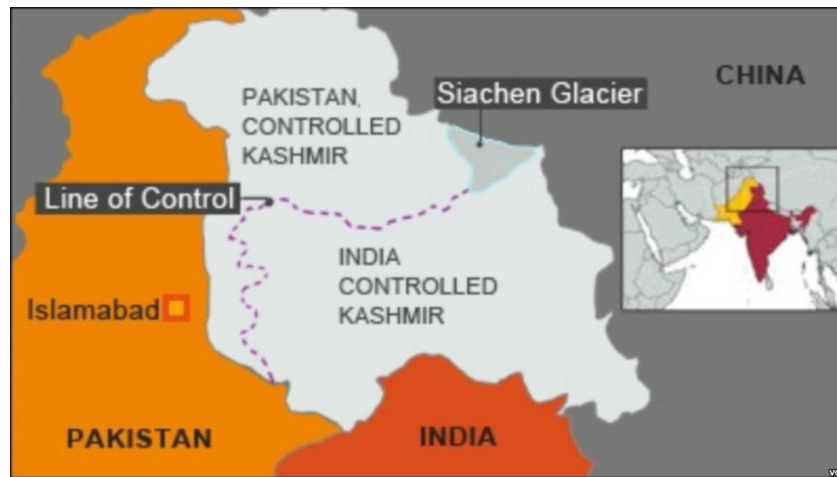 CHINA
Siachen Glacier
PAKISTAN,
CONTROLLED
KASHMIR
Line of Control
INDIA
CONTROLLED
KASHMIR
Islamabad
PAKISTAN
INDIA